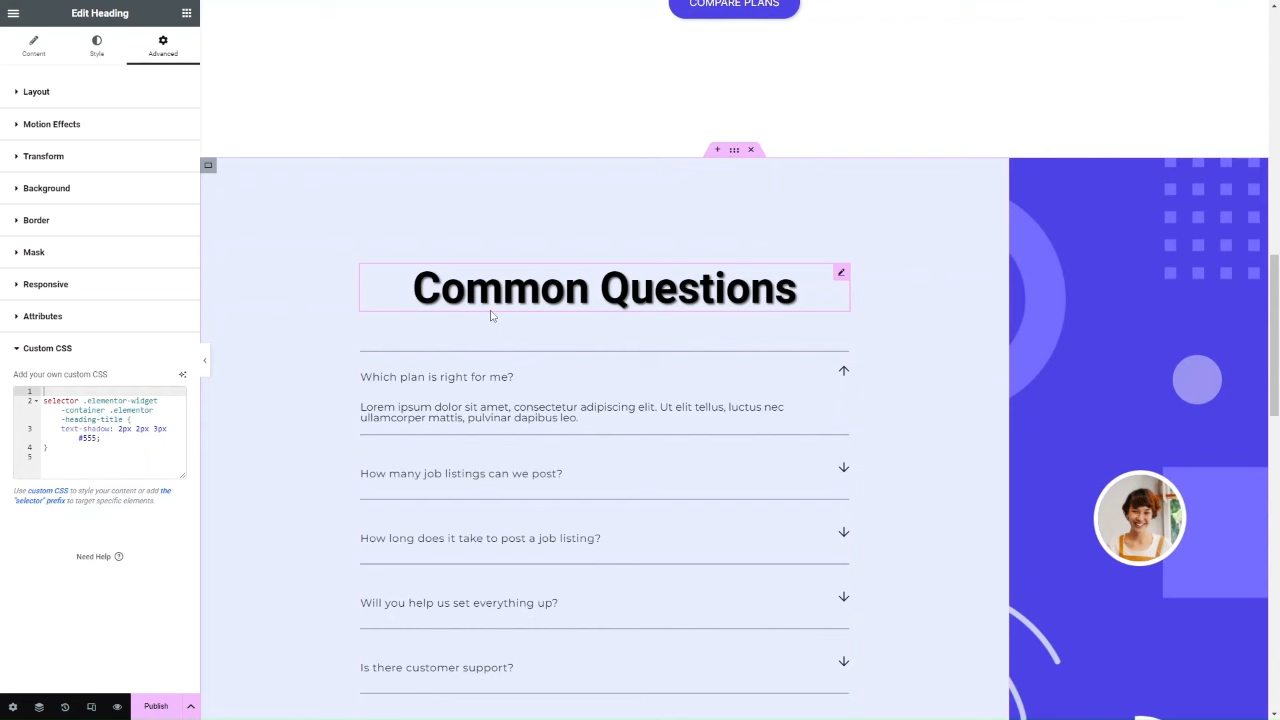 Edit Heading
Content
Style
Advanced
Layout
Motion Effects
Transform
Background
Border
Mask
Responsive
Attributes
Custom CSS
Add your own custom CSS
1
2 selector .elementor-widget
-container .elementor
-heading-title {
3 text-shadow: 2px 2px 3px
#555;
4 }
5
Use custom CSS to style your content or add the
"selector" prefix to target specific elements.
Need Help ?
Publish
COMPARE PLANS
Common Questions
Which plan is right for me?
Lorem ipsum dolor sit amet, consectetur adipiscing elit. Ut elit tellus, luctus nec
ullamcorper mattis, pulvinar dapibus leo.
How many job listings can we post?
How long does it take to post a job listing?
Will you help us set everything up?
Is there customer support?